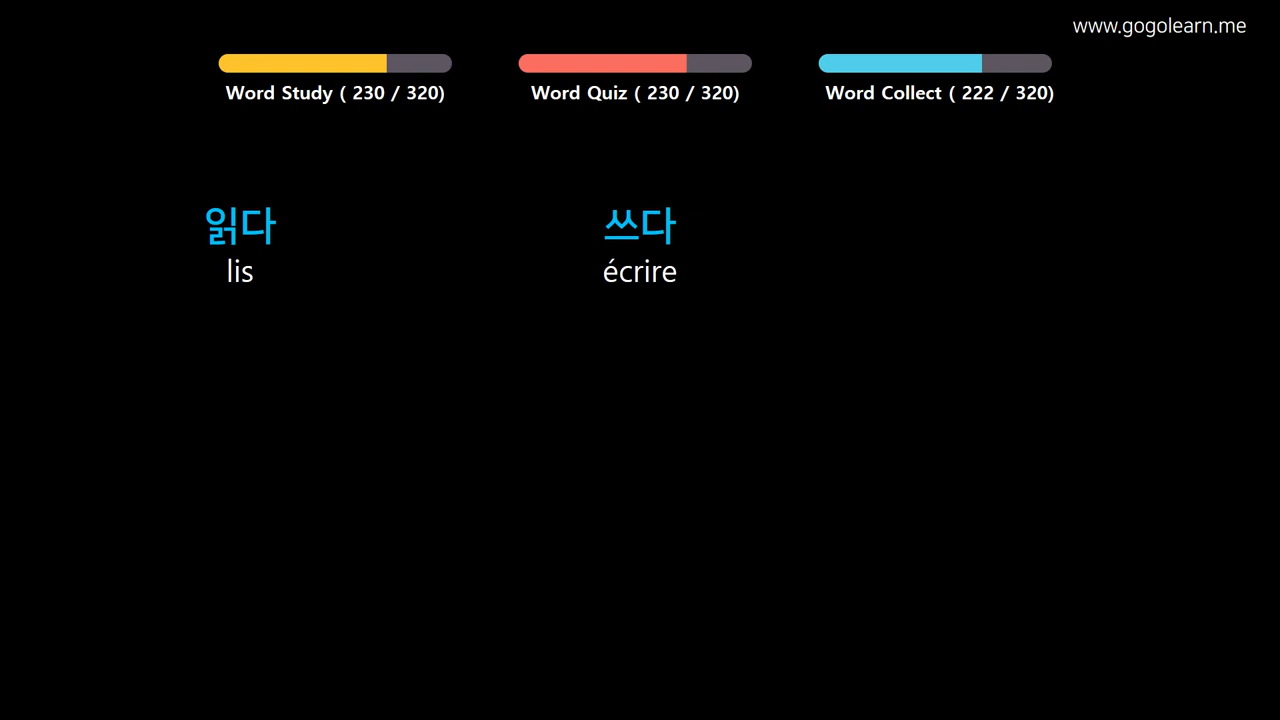 www.gogolearn.me
Word Study ( 230 / 320)
Word Quiz ( 230 / 320)
Word Collect ( 222 / 320)
읽다
lis
쓰다
écrire